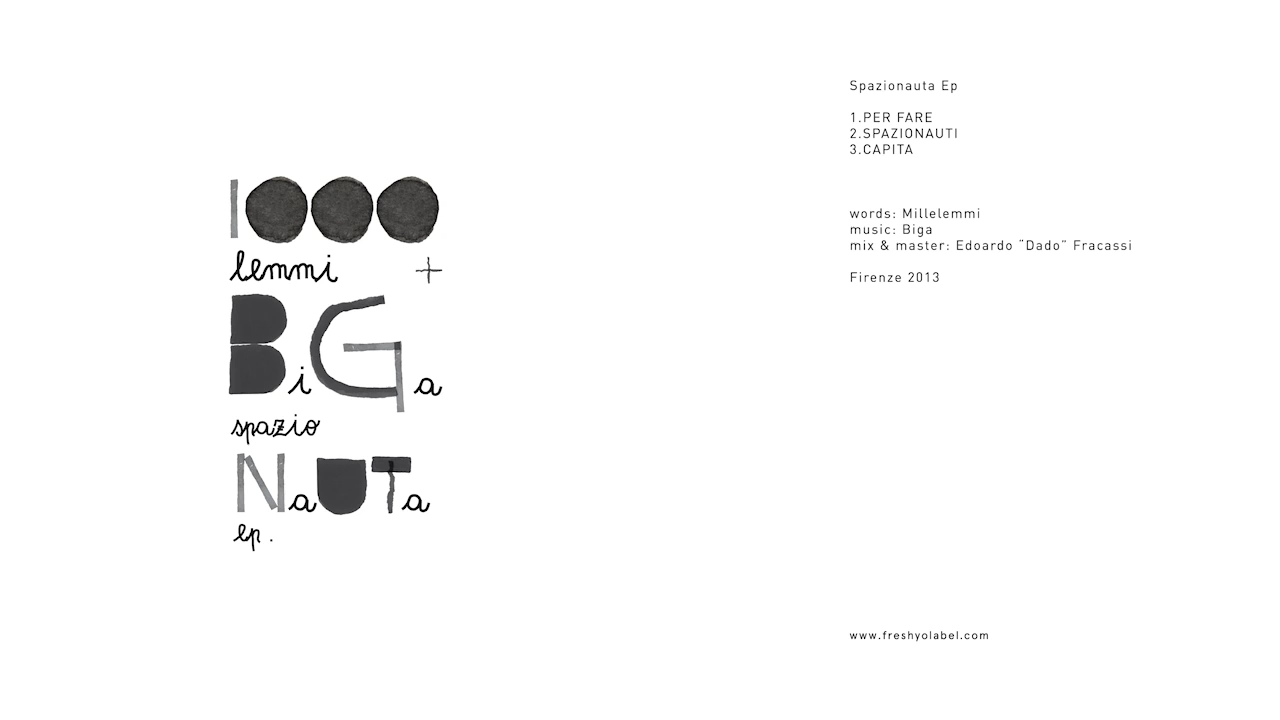 1000
lemmi +
BiGa
spazio
NaUTa
ep.
Spazionauta Ep
1.PER FARE
2.SPAZIONAUTI
3.CAPITA
words: Millelemmi
music: Biga
mix & master: Edoardo "Dado" Fracassi
Firenze 2013
www.freshyolabel.com